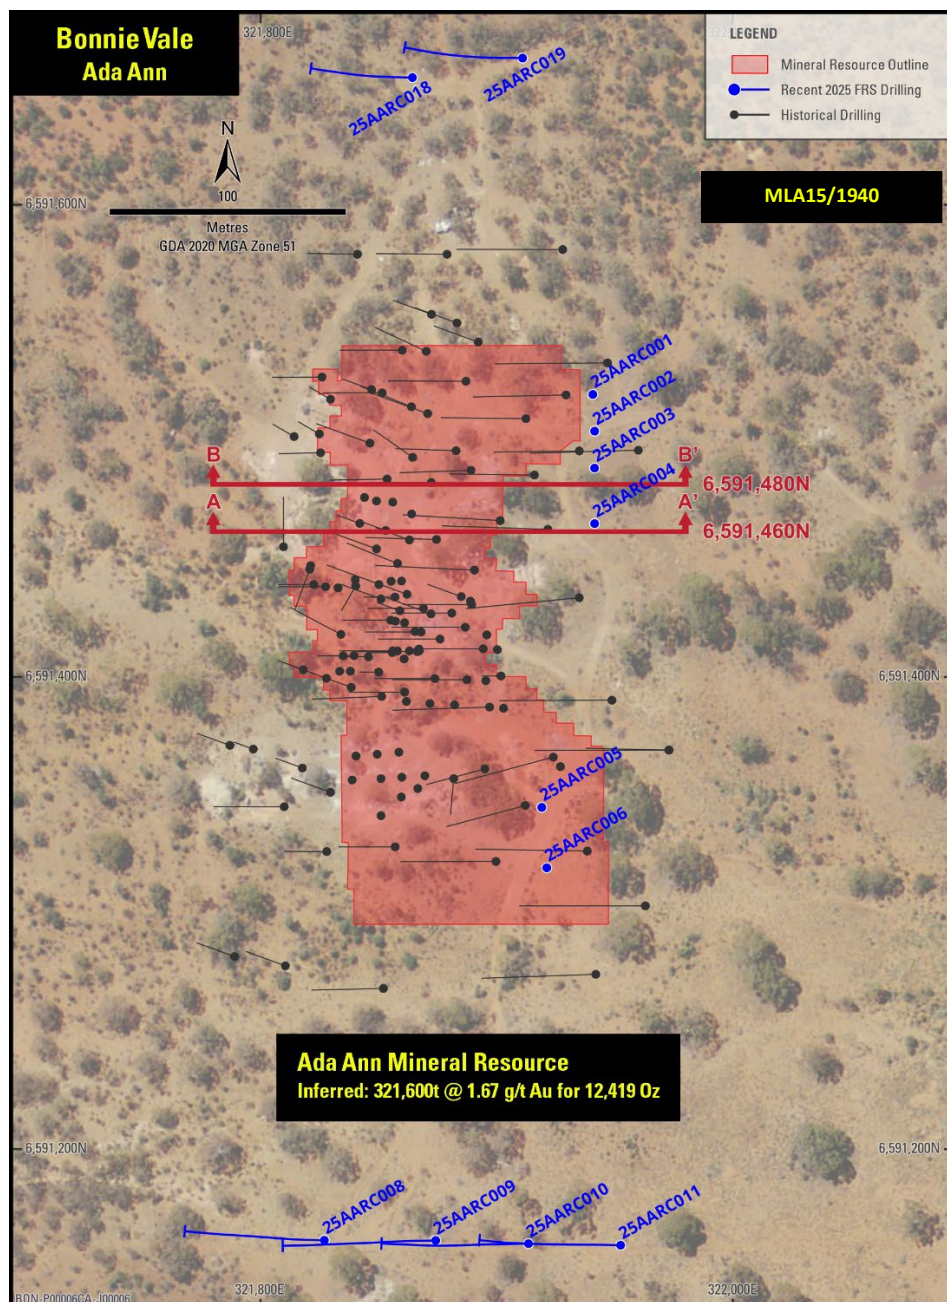 Bonnie Vale
Ada Ann
321,800E
LEGEND
Mineral Resource Outline
Recent 2025 FRS Drilling
Historical Drilling
25AARC018
25AARC019
N
100
Metres
GDA 2020 MGA Zone 51
MLA15/1940
6,591,600N
25AARC001
25AARC002
25AARC003
25AARC004
B
B'
6,591,480N
A
A'
6,591,460N
6,591,400N
6,591,400N
25AARC005
25AARC006
Ada Ann Mineral Resource
Inferred: 321,600t @ 1.67 g/t Au for 12,419 Oz
6,591,200N
6,591,200N
25AARC008
25AARC009
25AARC010
25AARC011
321,800E
322,000E